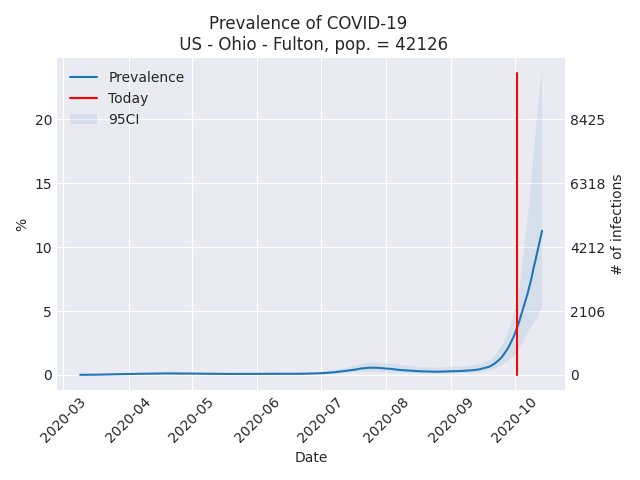 Prevalence of COVID-19
US - Ohio - Fulton, pop. = 42126
Prevalence
Today
95CI
%
20
15
10
5
0
8425
6318
4212
2106
0
# of infections
2020-03
2020-04
2020-05
2020-06
2020-07
2020-08
2020-09
2020-10
Date